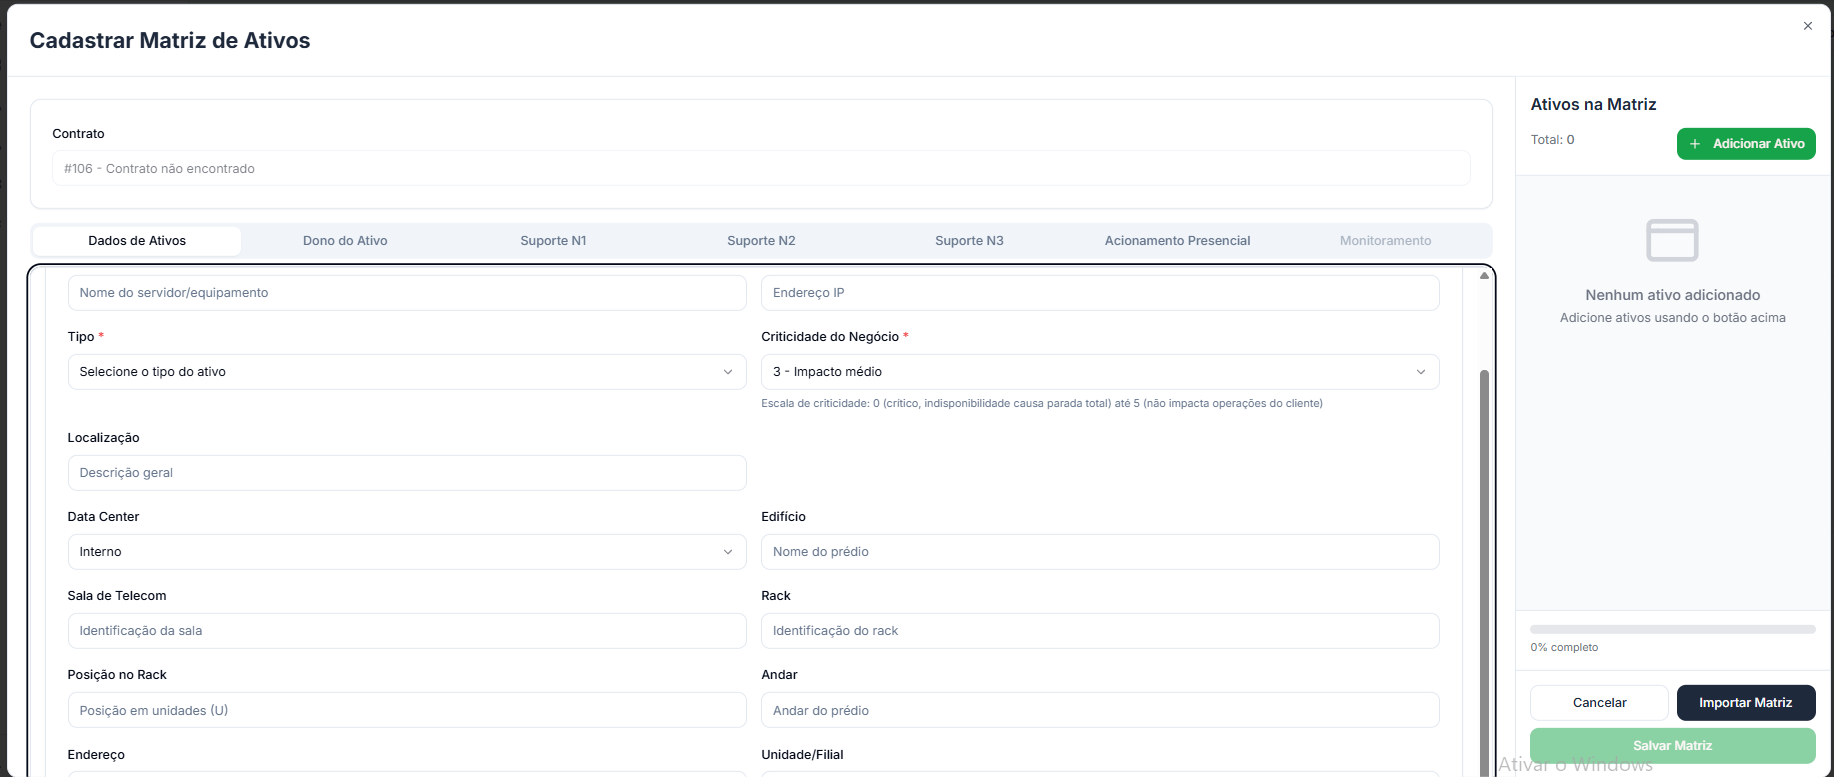 Cadastrar Matriz de Ativos
Contrato
#106 - Contrato não encontrado
Dados de Ativos
Dono do Ativo
Suporte N1
Suporte N2
Suporte N3
Acionamento Presencial
Monitoramento
Nome do servidor/equipamento
Endereço IP
Tipo *
Criticidade do Negócio *
Selecione o tipo do ativo
3 - Impacto médio
Escala de criticidade: 0 (crítico, indisponibilidade causa parada total) até 5 (não impacta operações do cliente)
Localização
Descrição geral
Data Center
Edifício
Interno
Nome do prédio
Sala de Telecom
Rack
Identificação da sala
Identificação do rack
Posição no Rack
Andar
Posição em unidades (U)
Andar do prédio
Endereço
Unidade/Filial
Ativos na Matriz
Total: 0
+ Adicionar Ativo
Nenhum ativo adicionado
Adicione ativos usando o botão acima
0% completo
Cancelar
Importar Matriz
Salvar Matriz
Ativar o Windows